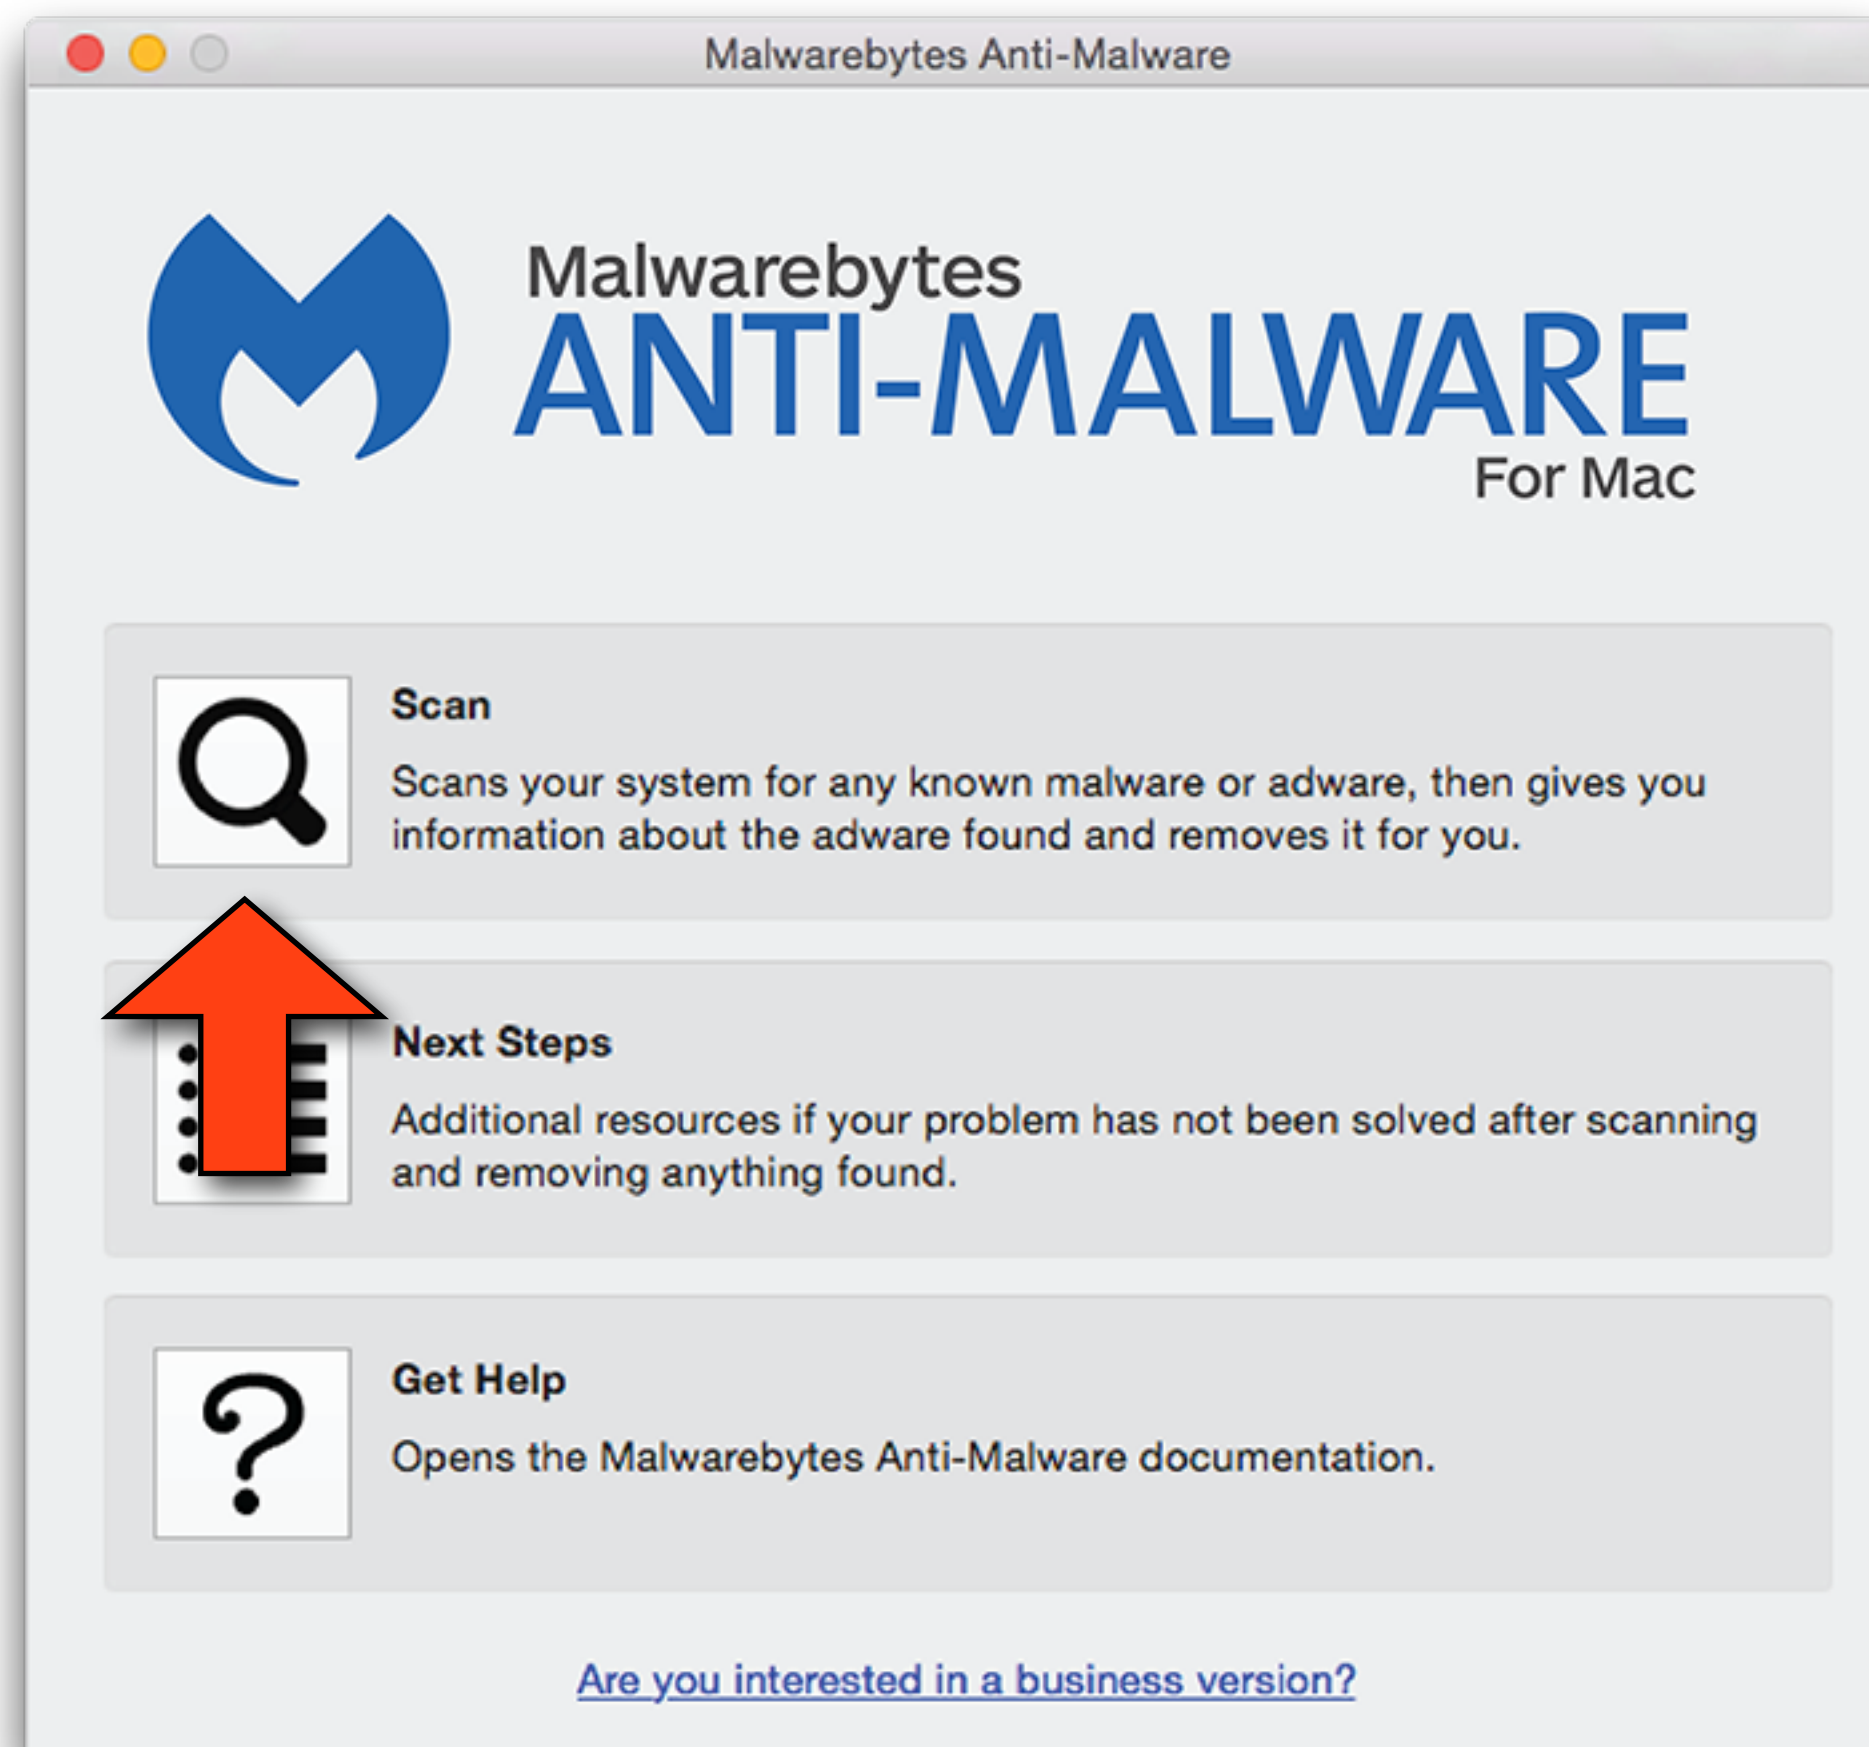 Malwarebytes Anti-Malware
Malwarebytes
ANTI-MALWARE
For Mac
Scan
Scans your system for any known malware or adware, then gives you
information about the adware found and removes it for you.
Next Steps
Additional resources if your problem has not been solved after scanning
and removing anything found.
Get Help
Opens the Malwarebytes Anti-Malware documentation.
Are you interested in a business version?